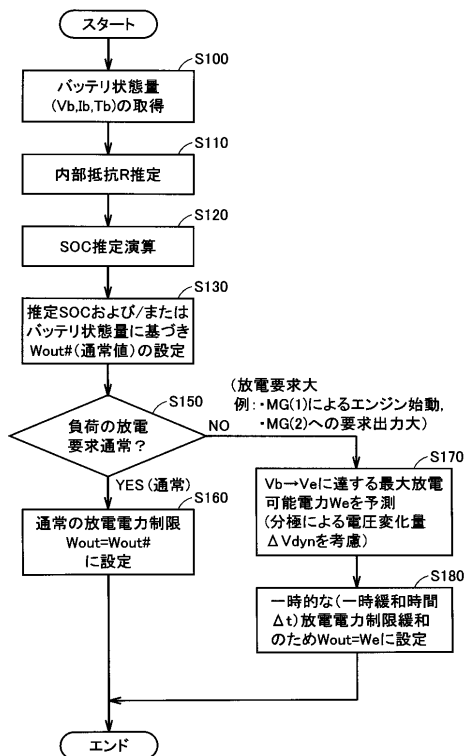 スタート
S100
バッテリ状態量
(Vb,Ib,Tb)の取得
S110
内部抵抗R推定
S120
SOC推定演算
S130
推定SOCおよび/または
バッテリ状態量に基づき
Wout#(通常値)の設定
S150
負荷の放電
要求通常?
NO
(放電要求大
例:・MG(1)によるエンジン始動,
・MG(2)への要求出力大)
YES(通常)
S160
通常の放電電力制限
Wout=Wout#
に設定
S170
Vb→Veに達する最大放電
可能電力Weを予測
(分極による電圧変化量
ΔVdynを考慮)
S180
一時的な(一時緩和時間
Δt)放電電力制限緩和
のためWout=Weに設定
エンド